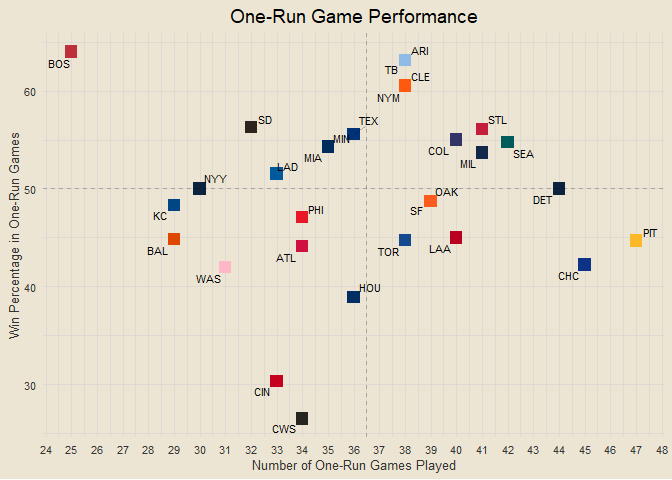 One-Run Game Performance
Win Percentage in One-Run Games
60
50
40
30
BOS
ARI
TB
CLE
NYM
SD
TEX
MIN
MIA
STL
COL
MIL
SEA
LAD
NYY
KC
OAK
SF
DET
PHI
BAL
ATL
TOR
LAA
PIT
WAS
CHC
HOU
CIN
CWS
24 25 26 27 28 29 30 31 32 33 34 35 36 37 38 39 40 41 42 43 44 45 46 47 48
Number of One-Run Games Played